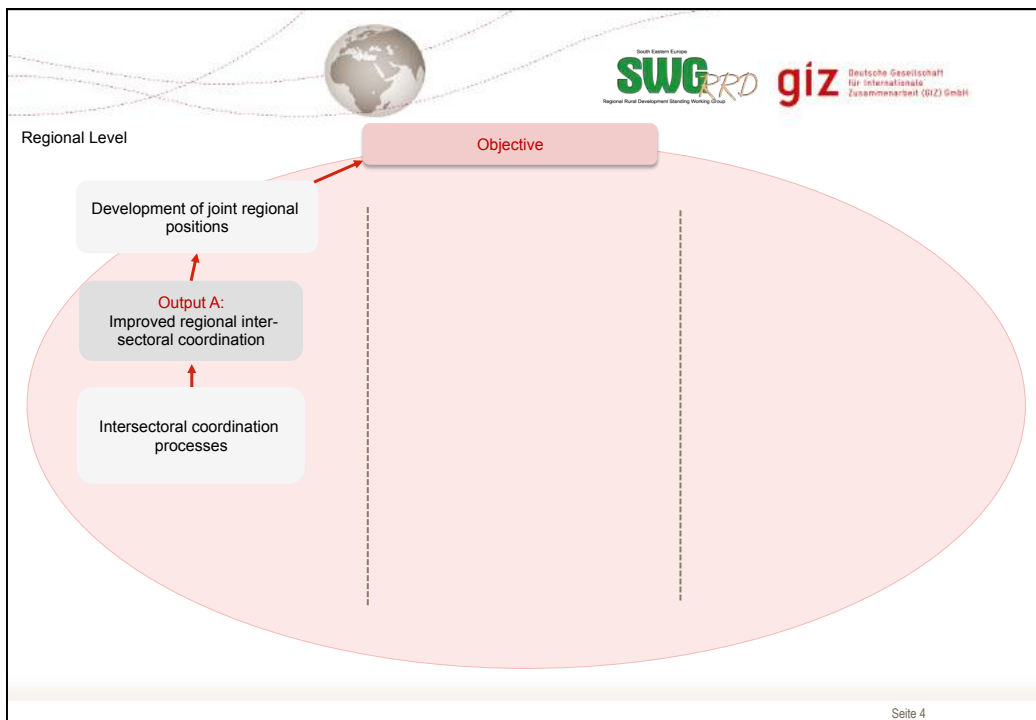 South Eastern Europe
SWG RRD
Regional Rural Development Standing Working Group
giz Deutsche Gesellschaft
für Internationale
Zusammenarbeit (GIZ) GmbH
Regional Level
Objective
Development of joint regional
positions
Output A:
Improved regional inter-
sectoral coordination
Intersectoral coordination
processes
Seite 4